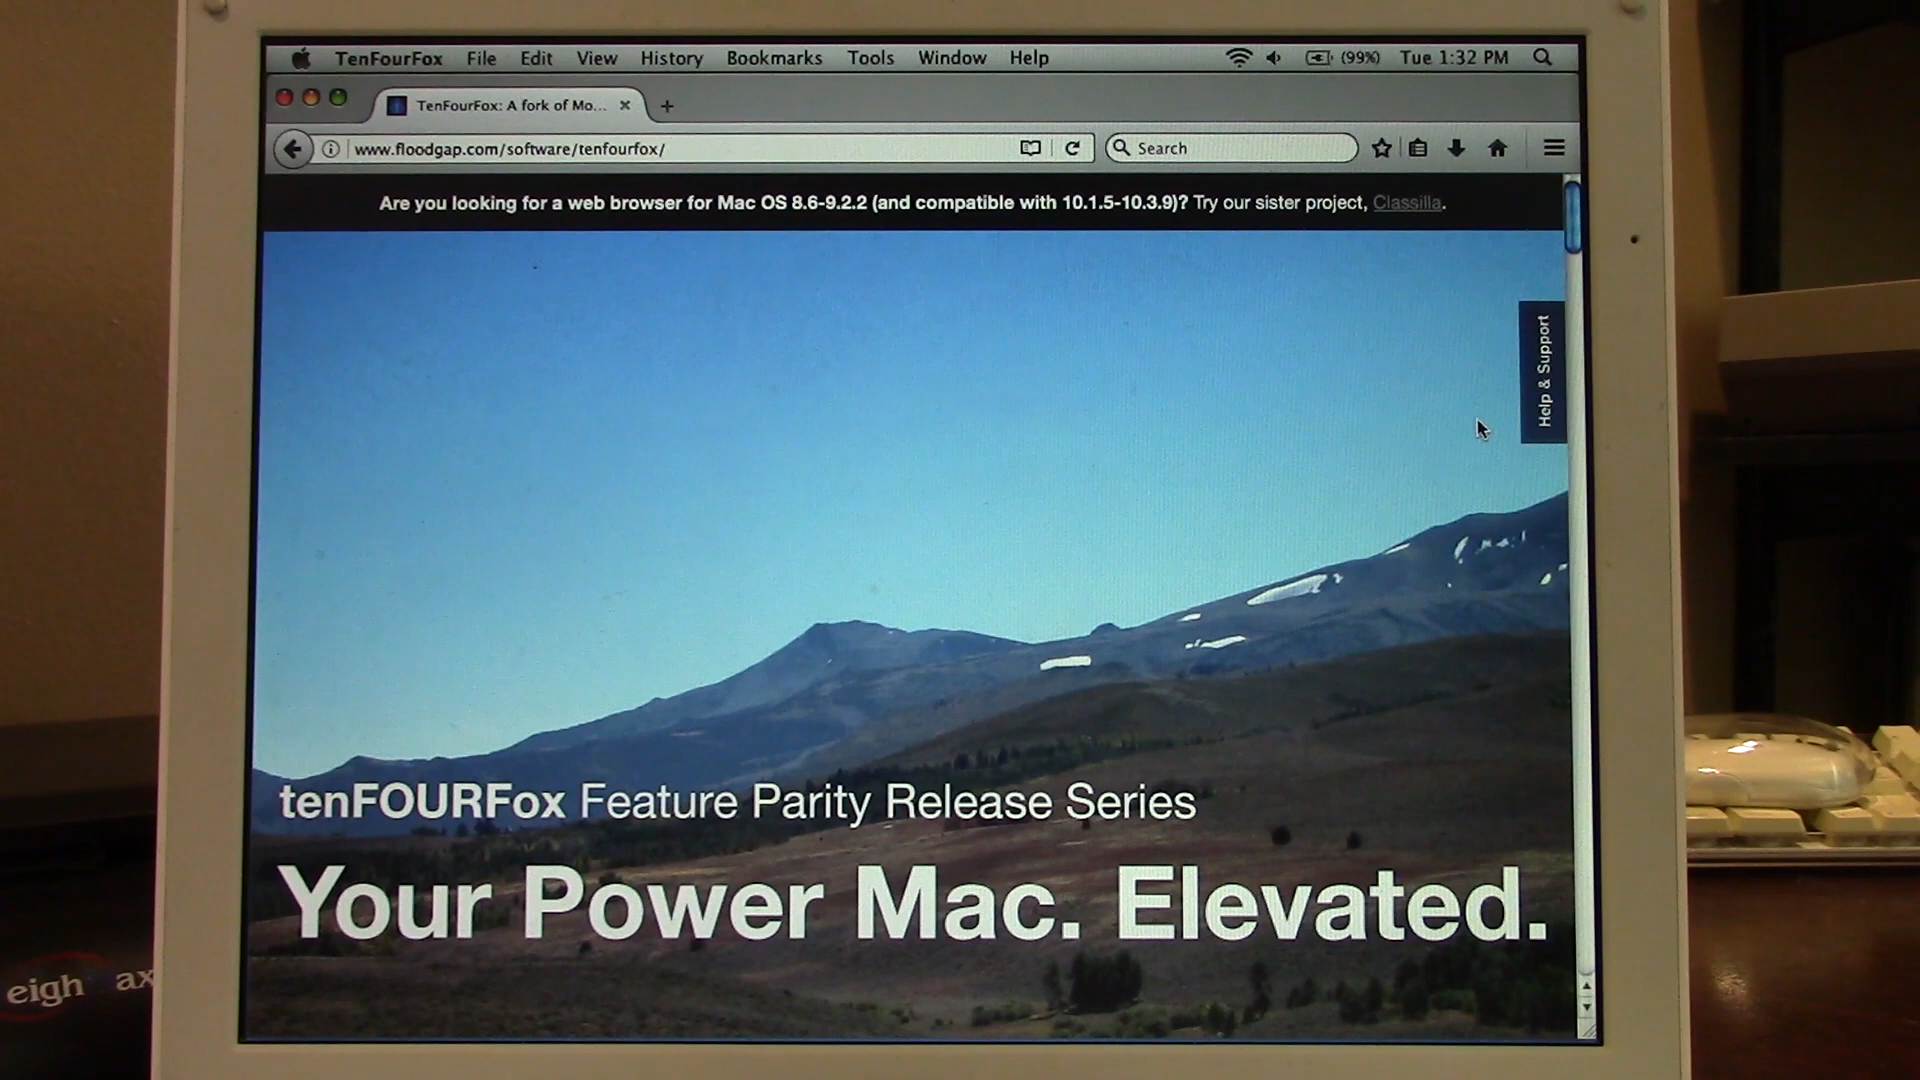 TenFourFox File Edit View History Bookmarks Tools Window Help (99%) Tue 1:32 PM
TenFourFox: A fork of Mo...
www.floodgap.com/software/tenfourfox/ Search
Are you looking for a web browser for Mac OS 8.6-9.2.2 (and compatible with 10.1.5-10.3.9)? Try our sister project, Classilla.
Help & Support
tenFOURFox Feature Parity Release Series
Your Power Mac. Elevated.
eigh ax